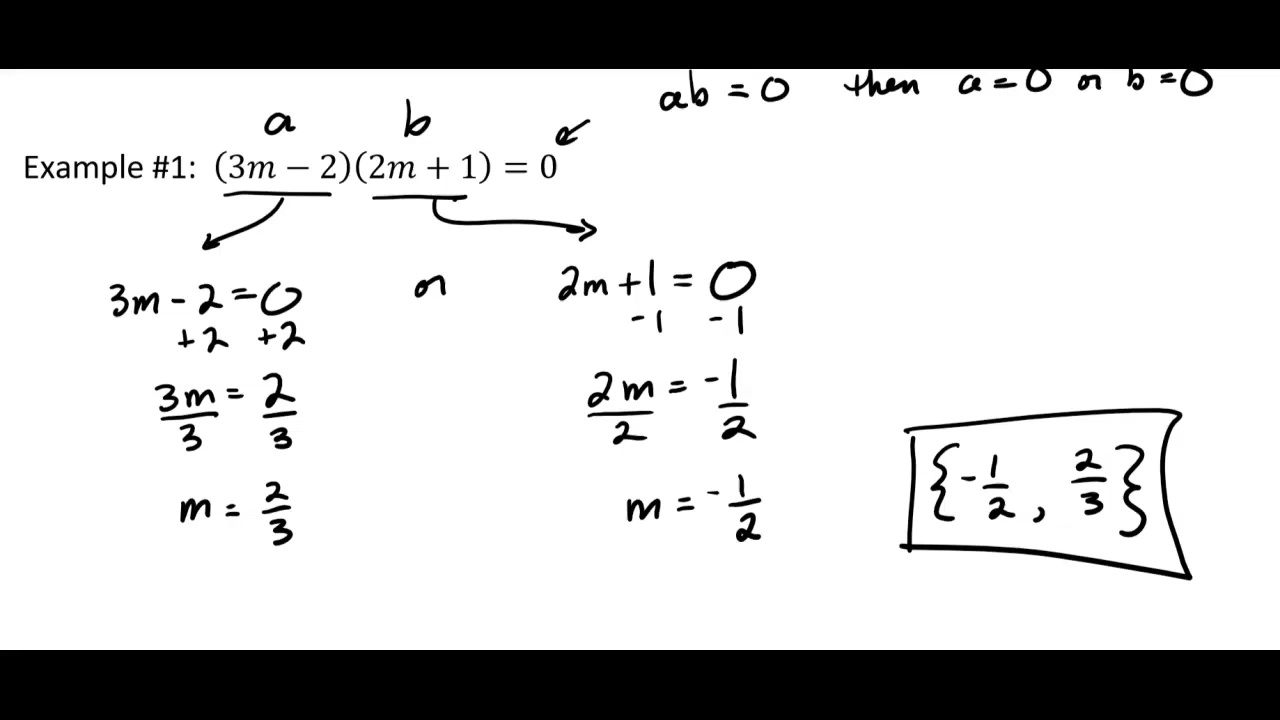 ab = 0 then a = 0 or b = 0
a b
Example #1: (3m − 2)(2m + 1) = 0
3m - 2 = 0 or 2m + 1 = 0
+2 +2 -1 -1
3m/3 = 2/3 2m/2 = -1/2
m = 2/3 m = -1/2
{-1/2, 2/3}